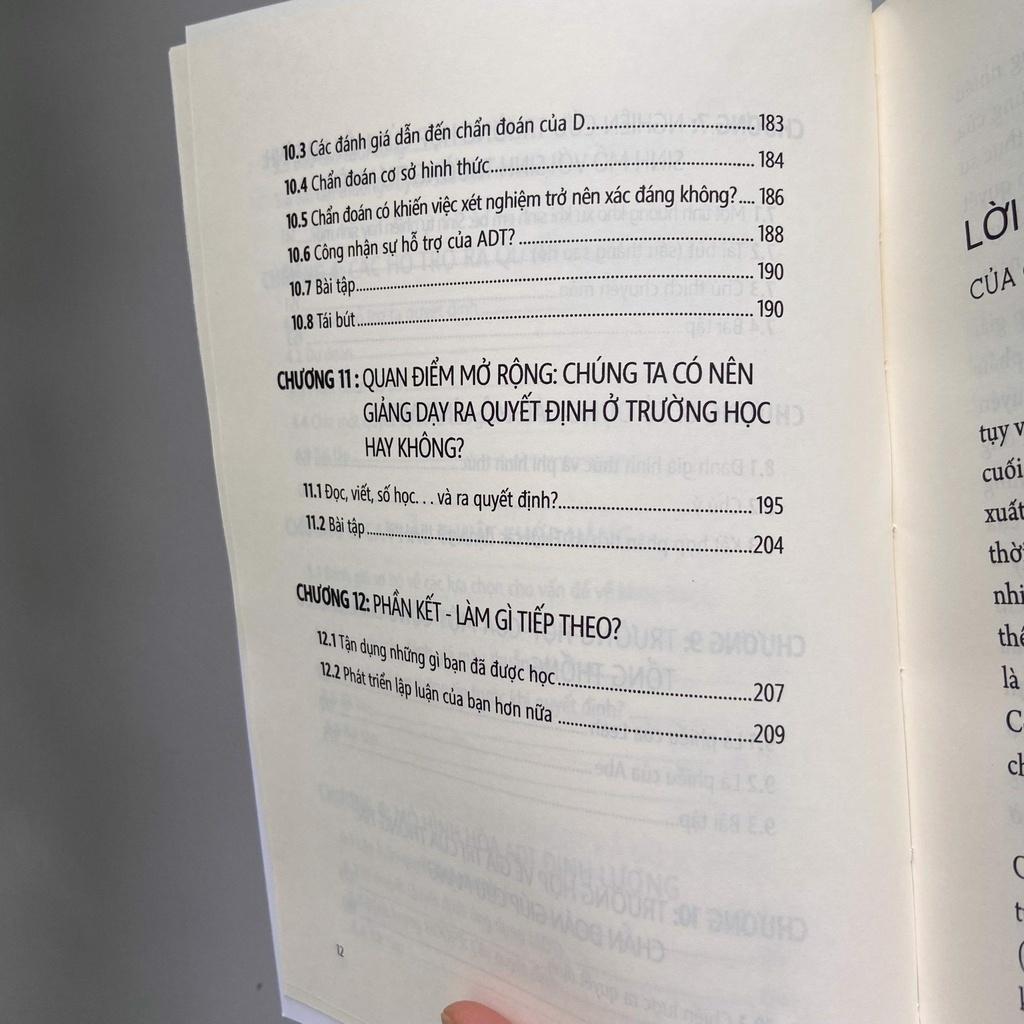 10.3 Các đánh giá dẫn đến chẩn đoán của D.......................... 183
10.4 Chẩn đoán cơ sở hình thức.......................................... 184
10.5 Chẩn đoán có khiến việc xét nghiệm trở nên xác đáng không?.... 186
10.6 Công nhận sự hỗ trợ của ADT? ..................................... 188
10.7 Bài tập................................................................. 190
10.8 Tái bút................................................................. 190
CHƯƠNG 11 : QUAN ĐIỂM MỞ RỘNG: CHÚNG TA CÓ NÊN
GIẢNG DẠY RA QUYẾT ĐỊNH Ở TRƯỜNG HỌC
HAY KHÔNG?
11.1 Đọc, viết, số học. . . và ra quyết định?................................195
11.2 Bài tập..................................................................204
CHƯƠNG 12: PHẦN KẾT - LÀM GÌ TIẾP THEO?
12.1 Tận dụng những gì bạn đã được học................................207
12.2 Phát triển lập luận của bạn hơn nữa ................................209
12
LỜI
CỦA
tụy
cuối
xuất
thời
là